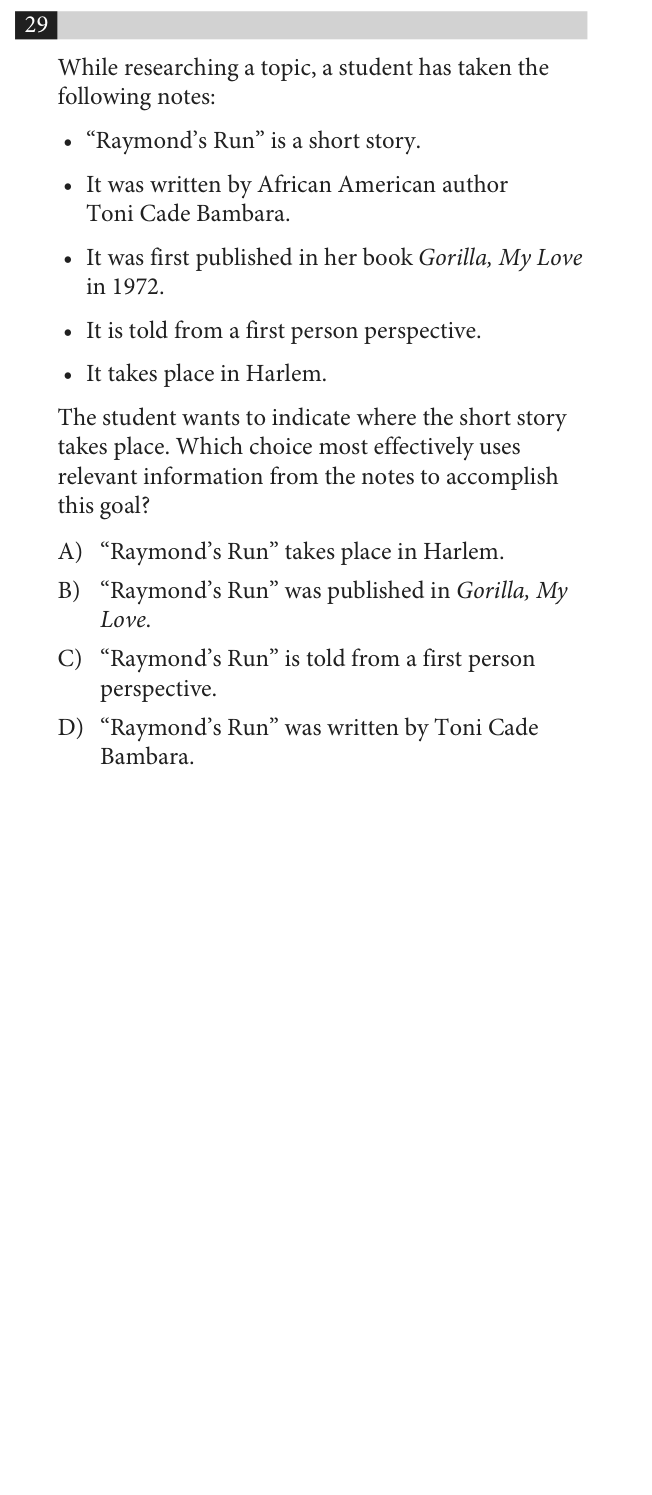 29
While researching a topic, a student has taken the
following notes:
• “Raymond’s Run” is a short story.
• It was written by African American author
Toni Cade Bambara.
• It was first published in her book Gorilla, My Love
in 1972.
• It is told from a first person perspective.
• It takes place in Harlem.
The student wants to indicate where the short story
takes place. Which choice most effectively uses
relevant information from the notes to accomplish
this goal?
A) “Raymond’s Run” takes place in Harlem.
B) “Raymond’s Run” was published in Gorilla, My
Love.
C) “Raymond’s Run” is told from a first person
perspective.
D) “Raymond’s Run” was written by Toni Cade
Bambara.